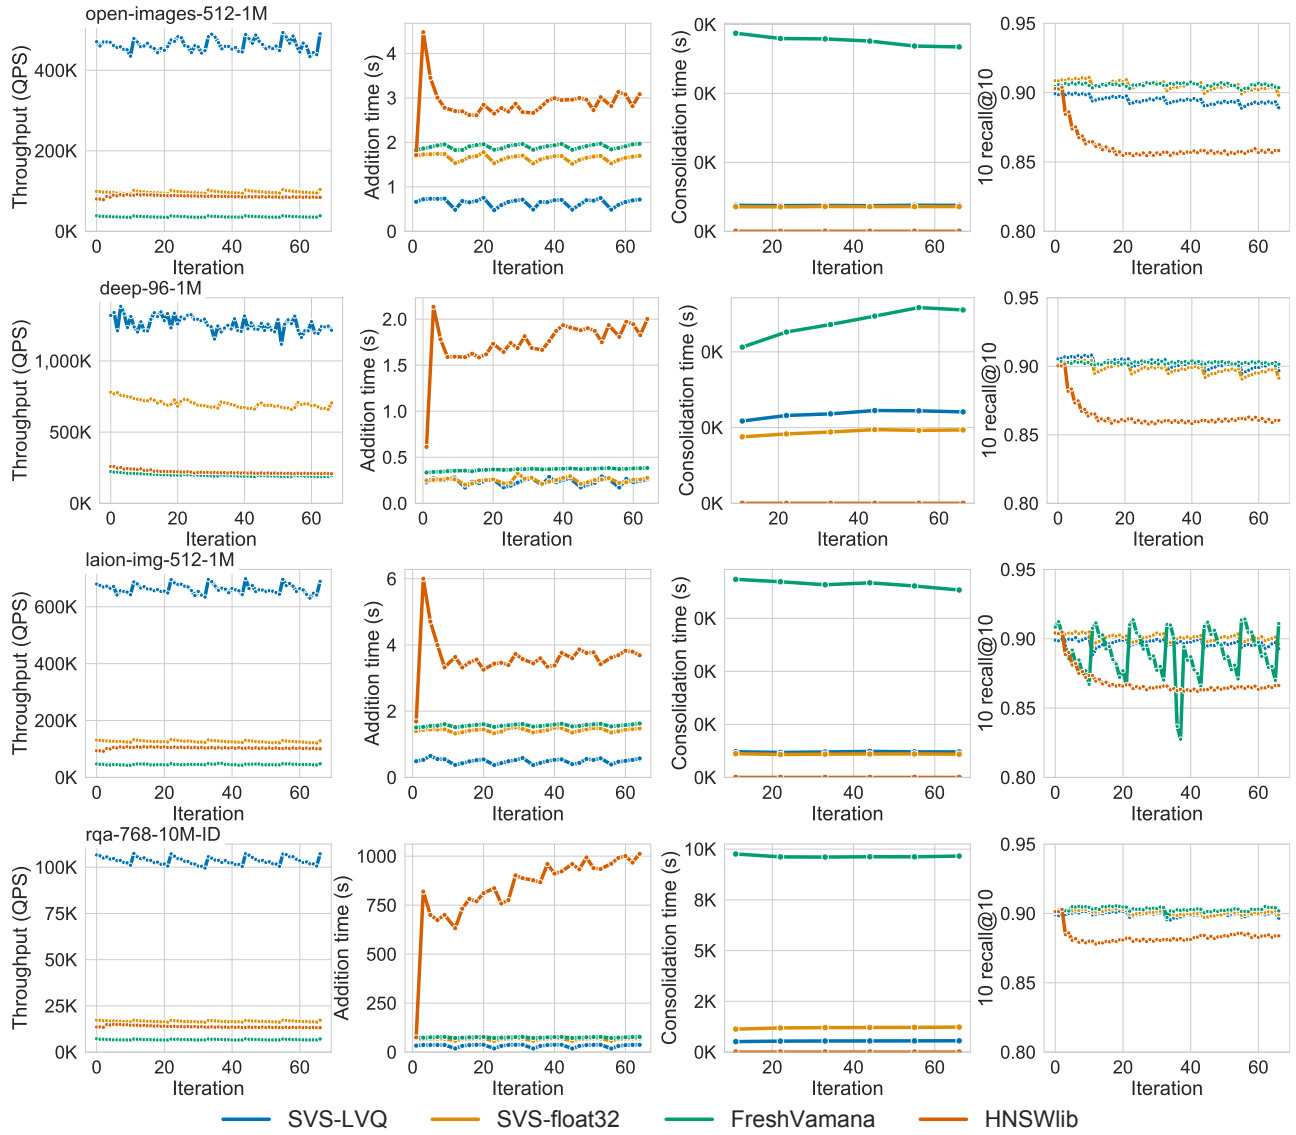 open-images-512-1M
Throughput (QPS)
400K
200K
0K
0 20 40 60
Iteration
Addition time (s)
4
3
2
1
0
0 20 40 60
Iteration
Consolidation time (s)
0K
0K
0K
0K
20 40 60
Iteration
10 recall@10
0.95
0.90
0.85
0.80
0 20 40 60
Iteration
deep-96-1M
Throughput (QPS)
1,000K
500K
0K
0 20 40 60
Iteration
Addition time (s)
2.0
1.5
1.0
0.5
0.0
0 20 40 60
Iteration
Consolidation time (s)
0K
0K
0K
20 40 60
Iteration
10 recall@10
0.95
0.90
0.85
0.80
0 20 40 60
Iteration
laion-img-512-1M
Throughput (QPS)
600K
400K
200K
0K
0 20 40 60
Iteration
Addition time (s)
6
4
2
0
0 20 40 60
Iteration
Consolidation time (s)
0K
0K
0K
0K
20 40 60
Iteration
10 recall@10
0.95
0.90
0.85
0.80
0 20 40 60
Iteration
rqa-768-10M-ID
Throughput (QPS)
100K
75K
50K
25K
0K
0 20 40 60
Iteration
Addition time (s)
1000
750
500
250
0
0 20 40 60
Iteration
Consolidation time (s)
10K
8K
5K
2K
0K
20 40 60
Iteration
10 recall@10
0.95
0.90
0.85
0.80
0 20 40 60
Iteration
SVS-LVQ SVS-float32 FreshVamana HNSWlib